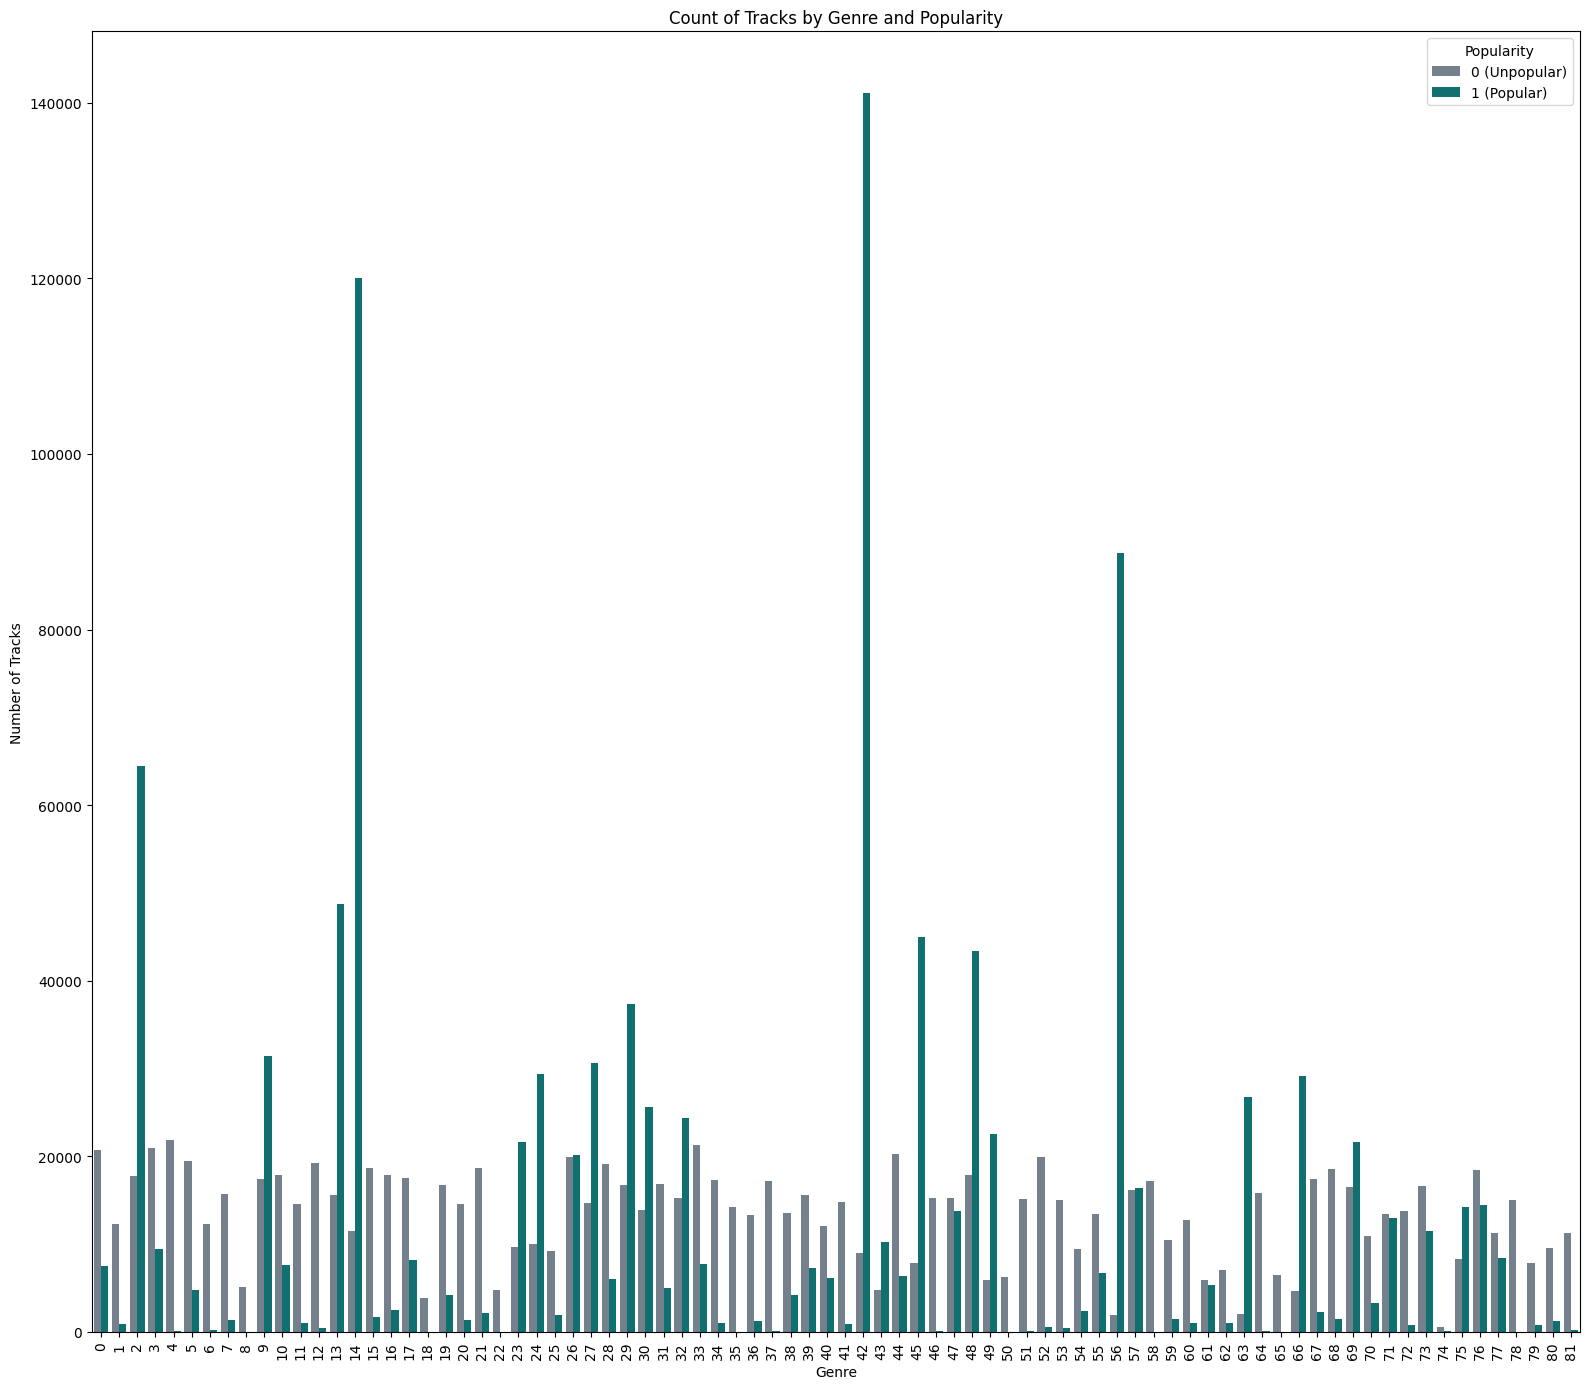 Count of Tracks by Genre and Popularity
Popularity
0 (Unpopular)
1 (Popular)
Number of Tracks
140000
120000
100000
80000
60000
40000
20000
0
0 1 2 3 4 5 6 7 8 9 10 11 12 13 14 15 16 17 18 19 20 21 22 23 24 25 26 27 28 29 30 31 32 33 34 35 36 37 38 39 40 41 42 43 44 45 46 47 48 49 50 51 52 53 54 55 56 57 58 59 60 61 62 63 64 65 66 67 68 69 70 71 72 73 74 75 76 77 78 79 80 81
Genre